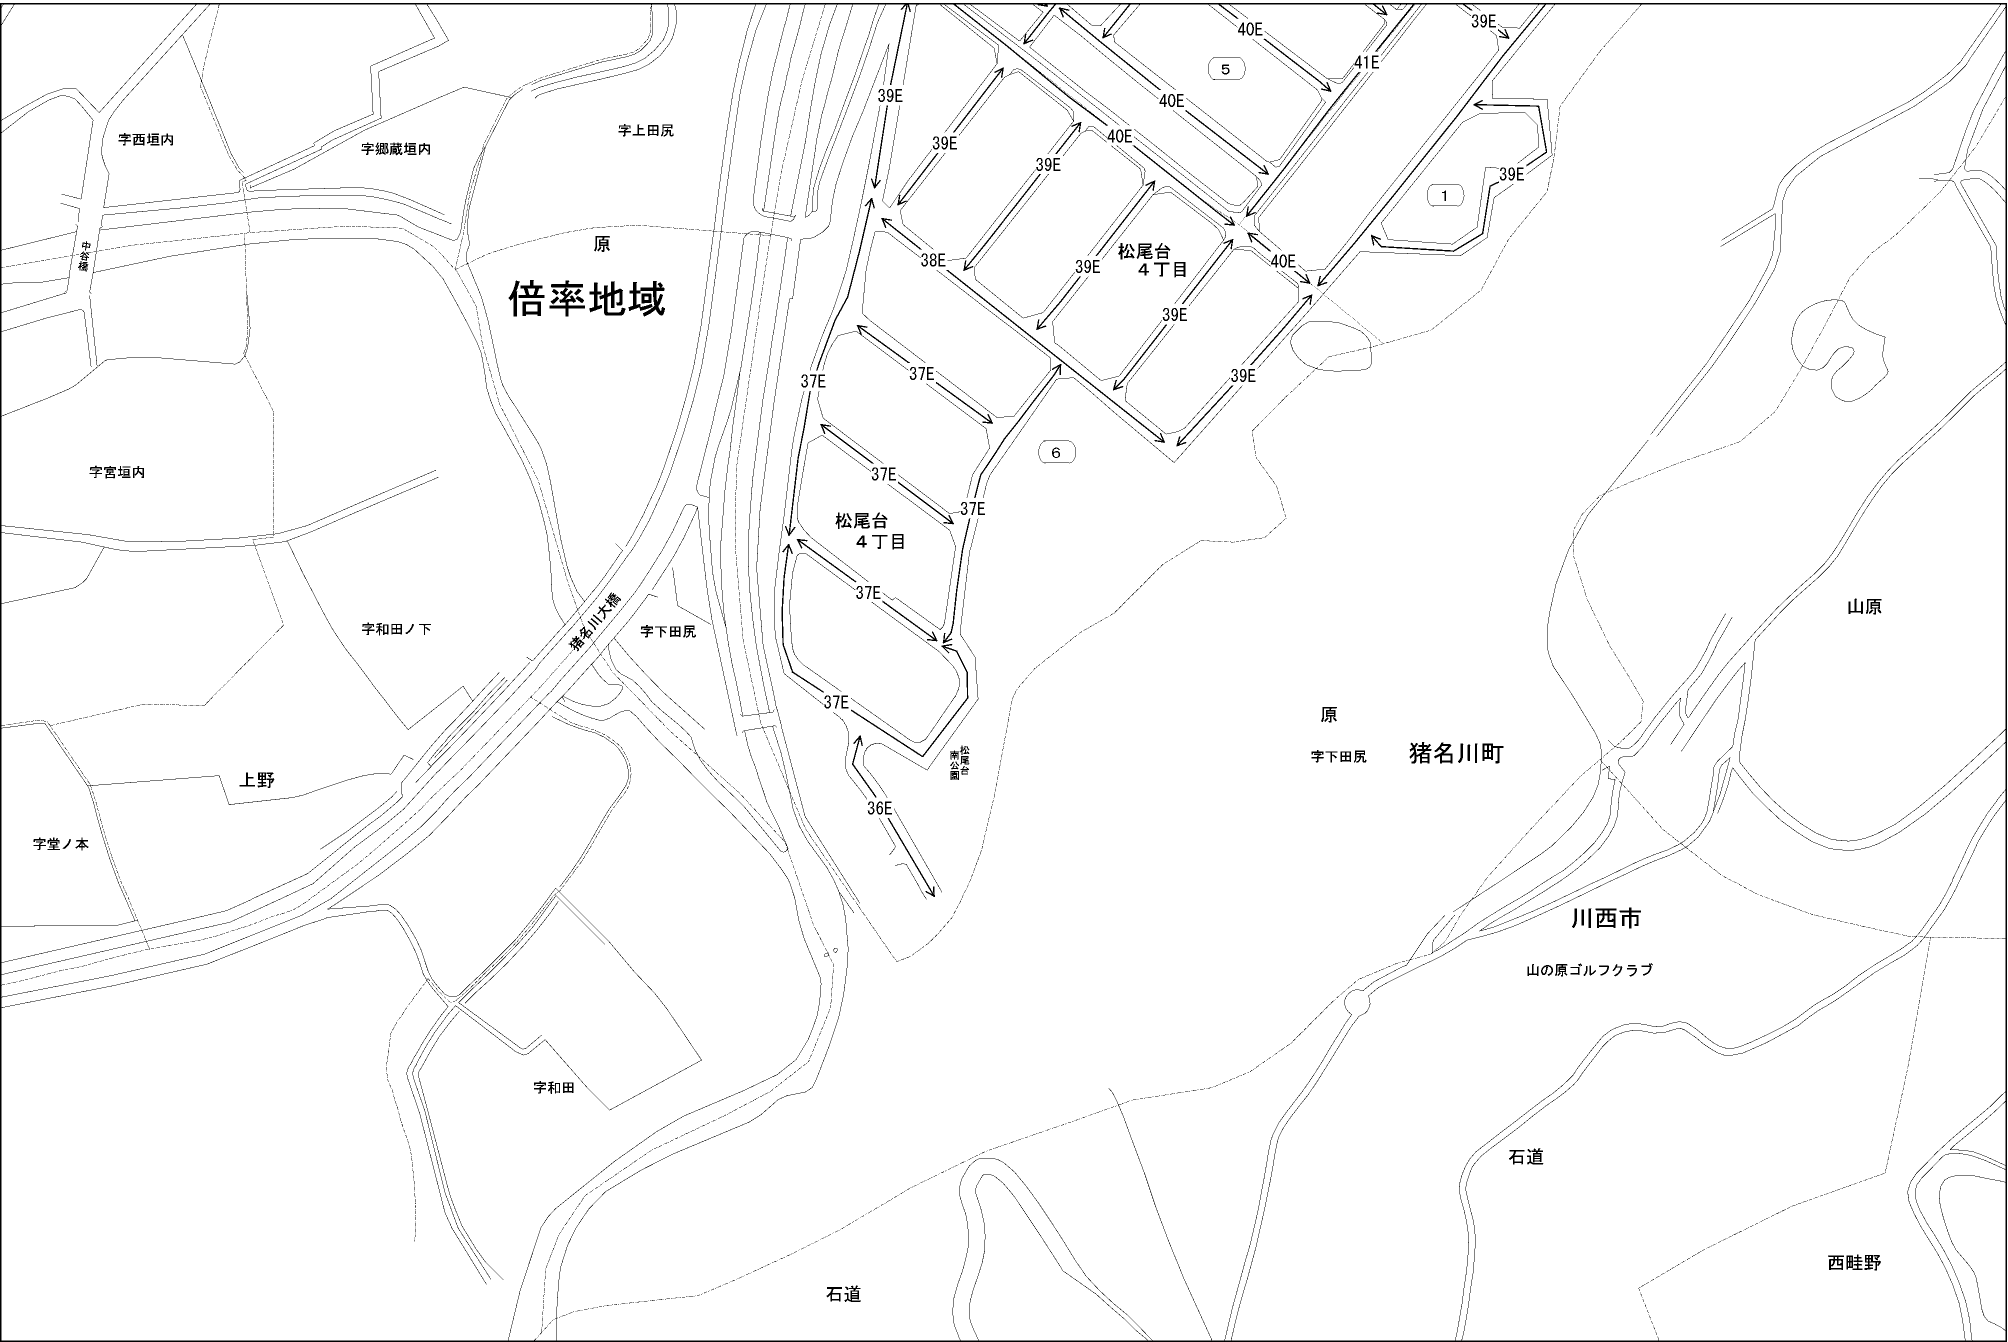 39E
40E
41E
5
39E
40E
40E
39E
字上田尻
字西垣内
字郷蔵垣内
39E
39E
39E
1
中谷橋
原
38E
39E
松尾台
4丁目
40E
倍率地域
39E
37E
37E
39E
6
字宮垣内
37E
37E
松尾台
4丁目
37E
山原
猪名川大橋
字和田ノ下
字下田尻
37E
原
松尾台
南公園
字下田尻
猪名川町
上野
36E
字堂ノ本
川西市
山の原ゴルフクラブ
字和田
石道
西畦野
石道